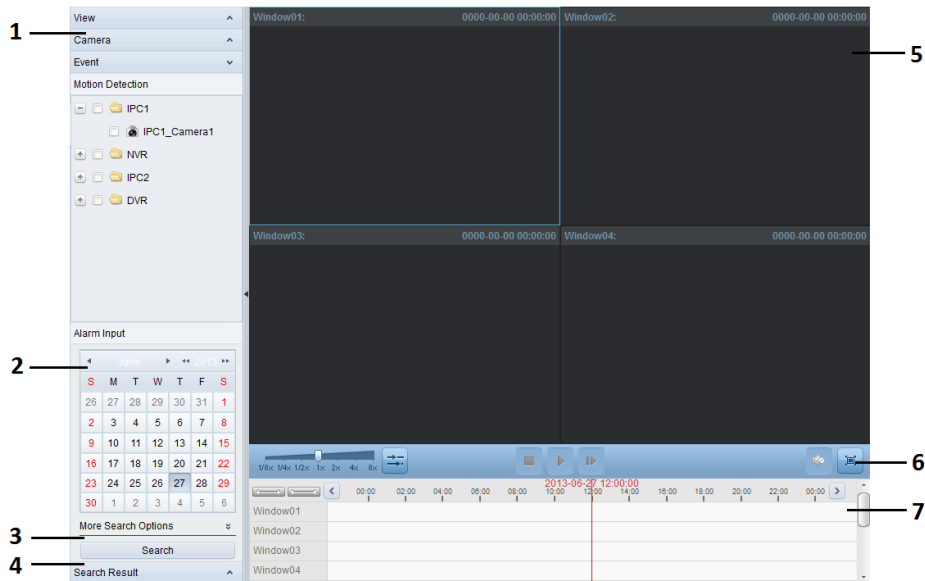 View
1
Camera
Event
Motion Detection
IPC1
IPC1_Camera1
NVR
IPC2
DVR
Alarm Input
2
June 2013
S M T W T F S
26 27 28 29 30 31 1
2 3 4 5 6 7 8
9 10 11 12 13 14 15
16 17 18 19 20 21 22
23 24 25 26 27 28 29
30 1 2 3 4 5 6
More Search Options
3
Search
4
Search Result
Window01: 0000-00-00 00:00:00
Window02: 0000-00-00 00:00:00
5
Window03: 0000-00-00 00:00:00
Window04: 0000-00-00 00:00:00
1/8x 1/4x 1/2x 1x 2x 4x 8x
6
2013-06-27 12:00:00
00:00 02:00 04:00 06:00 08:00 10:00 12:00 14:00 16:00 18:00 20:00 22:00 00:00
Window01
7
Window02
Window03
Window04